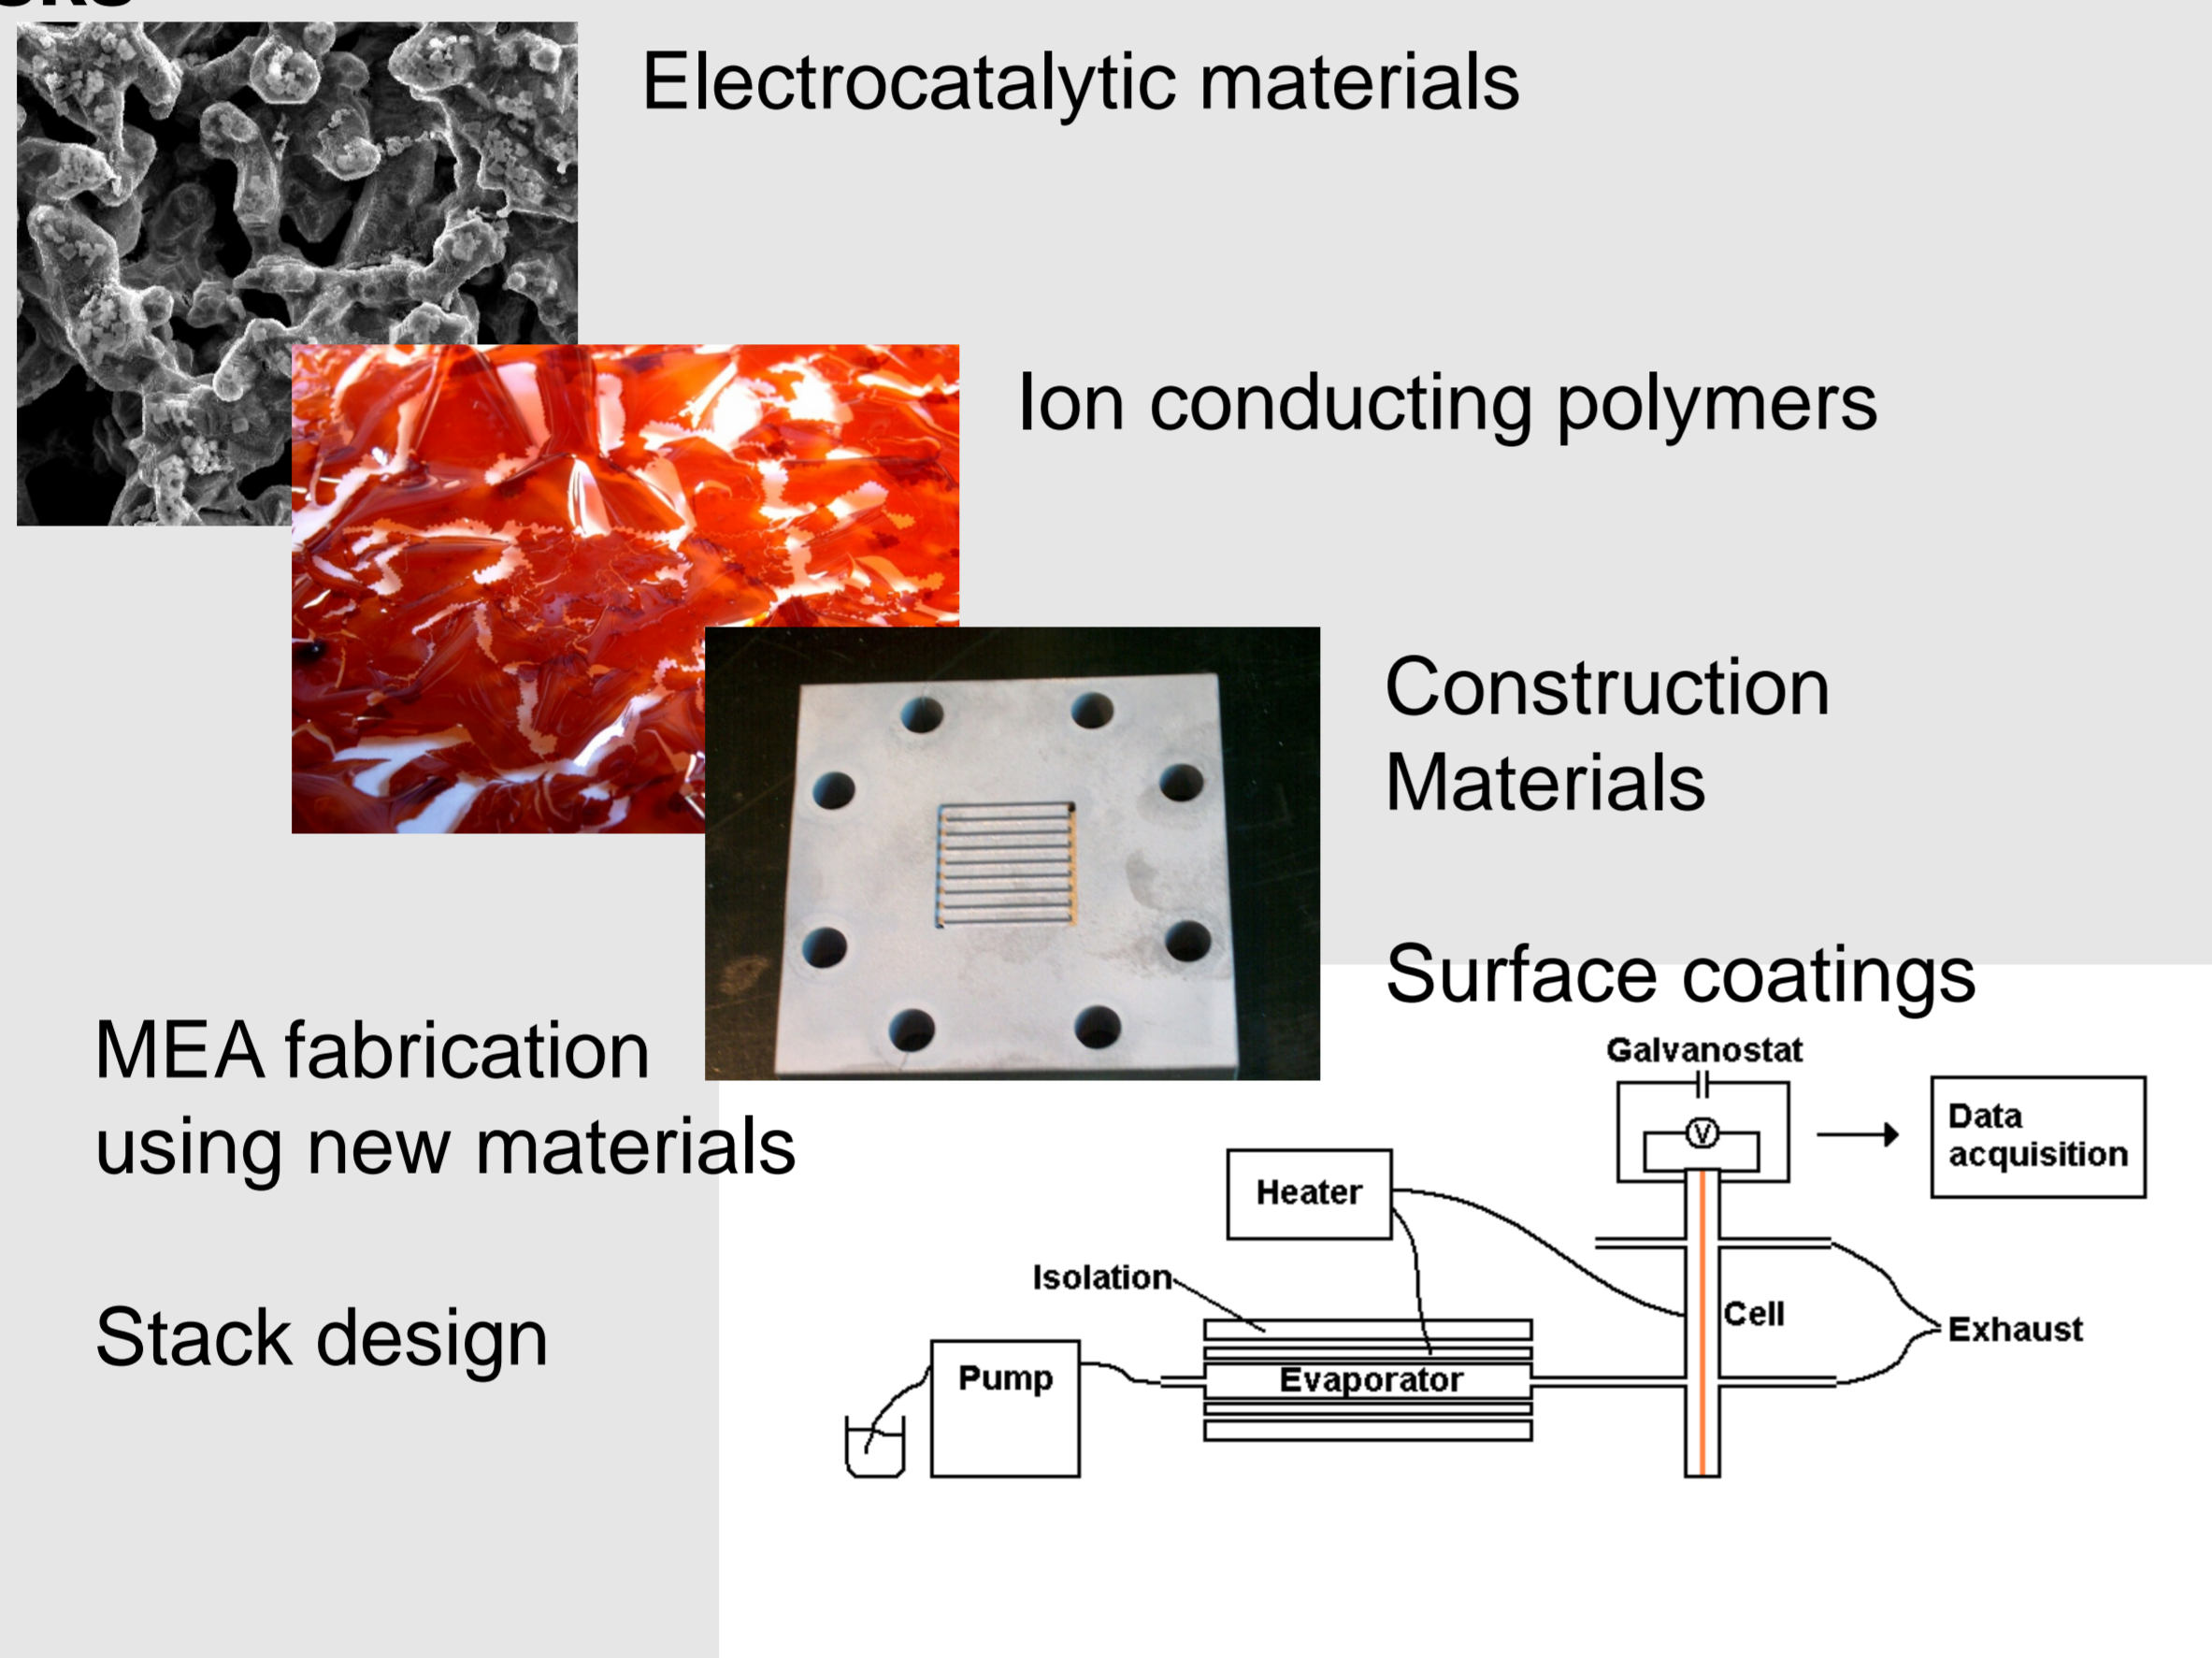 Electrocatalytic materials
Ion conducting polymers
Construction
Materials
Surface coatings
MEA fabrication
using new materials
Stack design
Galvanostat
V
Data
acquisition
Heater
Isolation
Cell
Exhaust
Pump
Evaporator